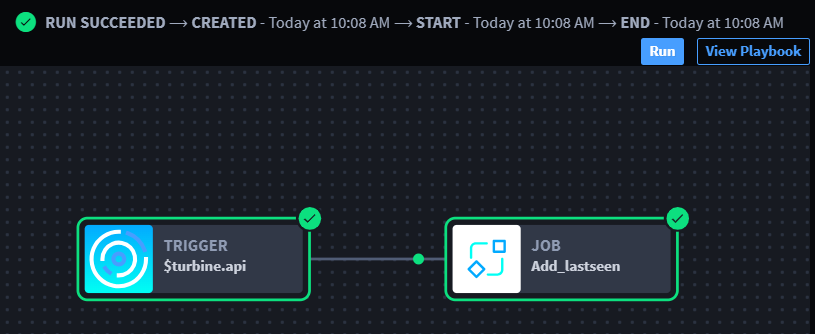 RUN SUCCEEDED → CREATED - Today at 10:08 AM → START - Today at 10:08 AM → END - Today at 10:08 AM
Run View Playbook
TRIGGER
$turbine.api
JOB
Add_lastseen